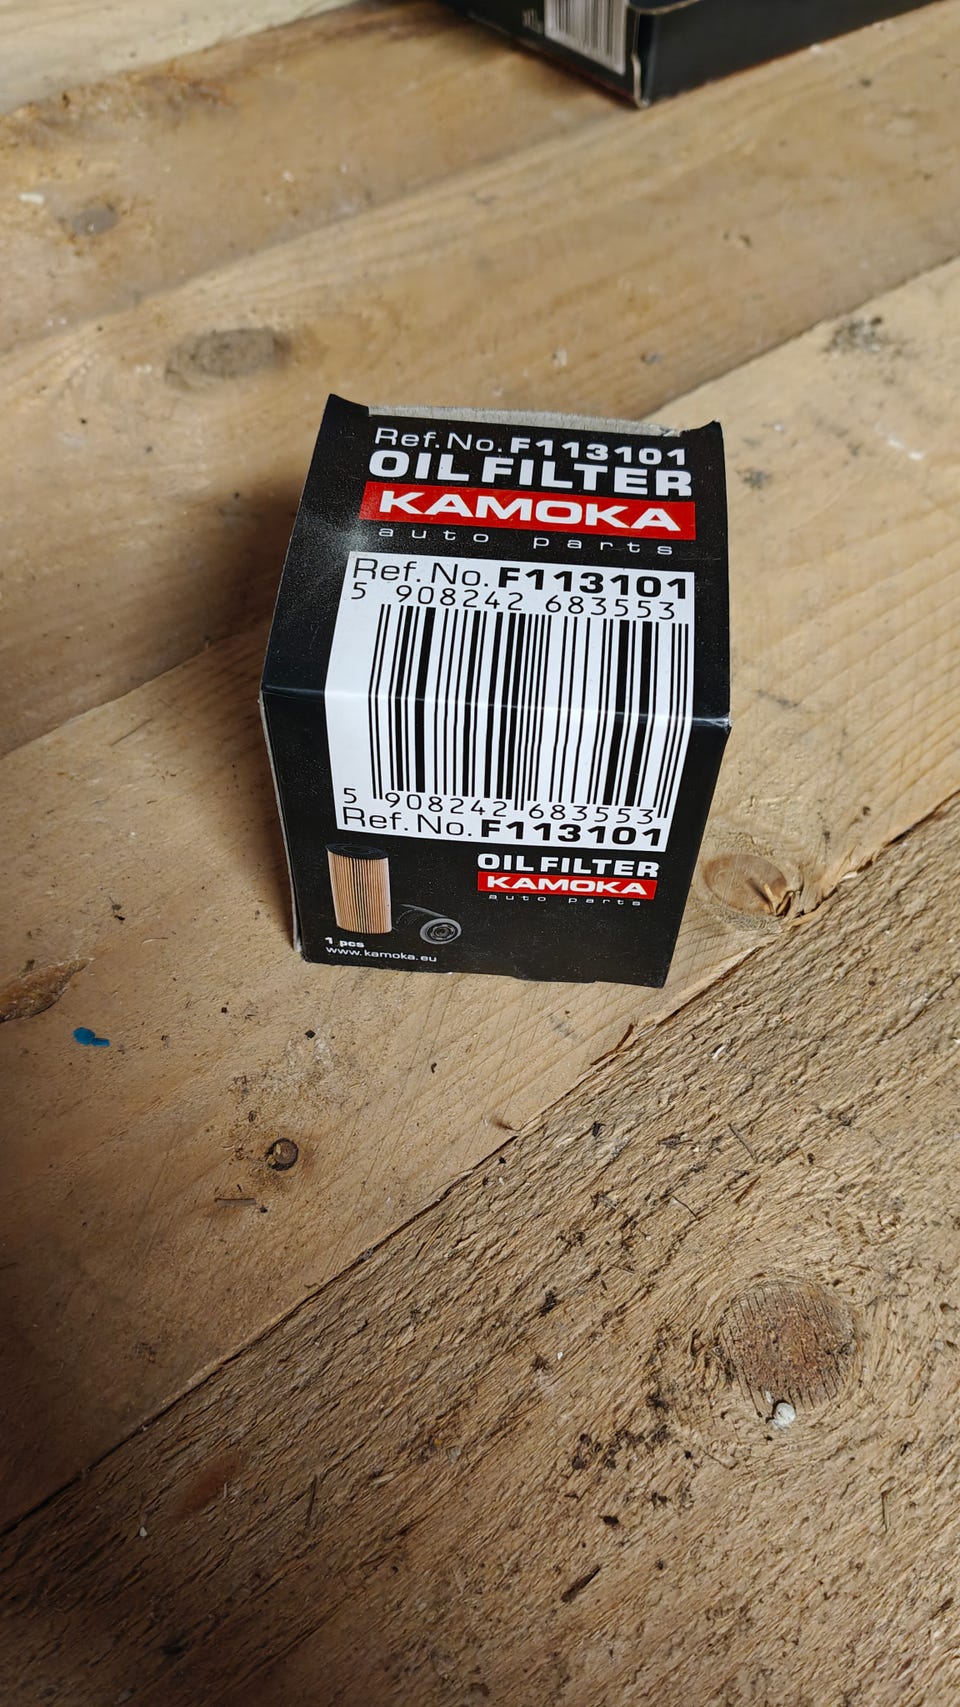 Ref. No. F113101
OIL FILTER
KAMOKA
auto parts
Ref. No. F113101
5 908242 683553
5 908242 683553
Ref. No. F113101
OIL FILTER
KAMOKA
auto parts
1 pcs
www.kamoka.eu